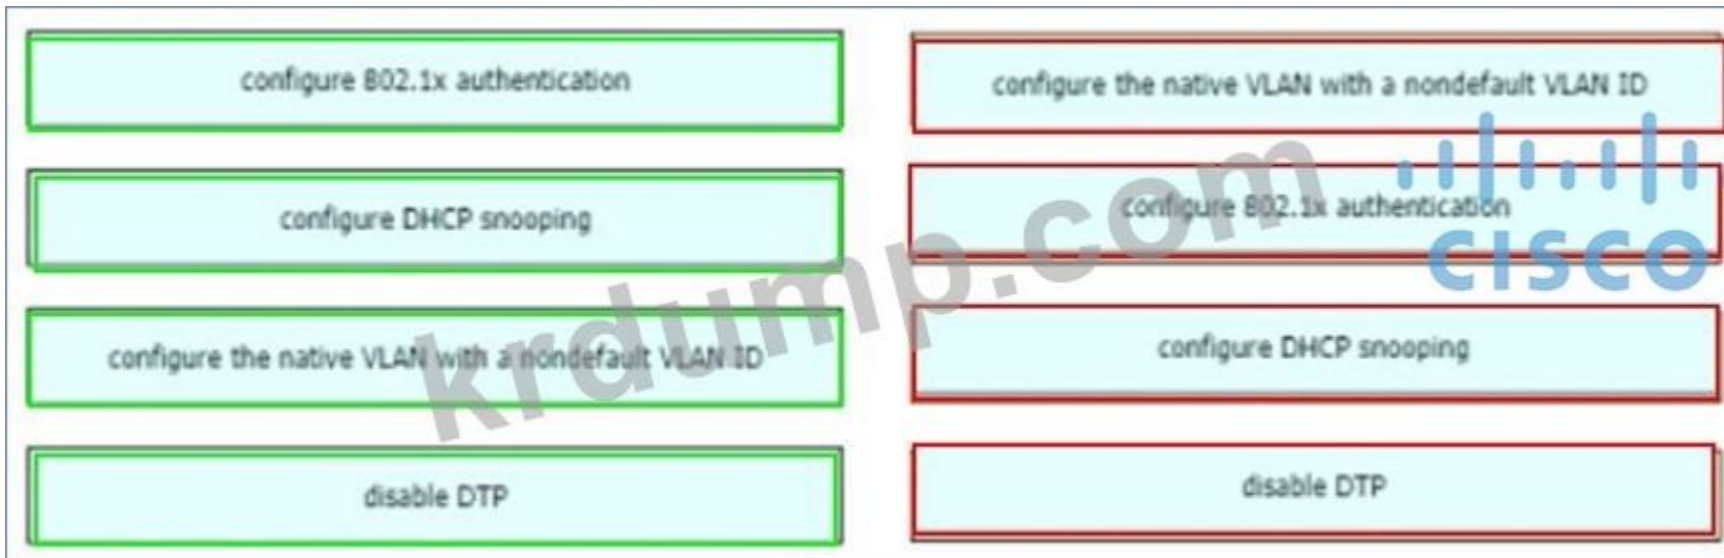 configure 802.1x authentication
configure DHCP snooping
configure the native VLAN with a nondefault VLAN ID
disable DTP
configure the native VLAN with a nondefault VLAN ID
configure 802.1x authentication
configure DHCP snooping
disable DTP
krdump.com
CISCO